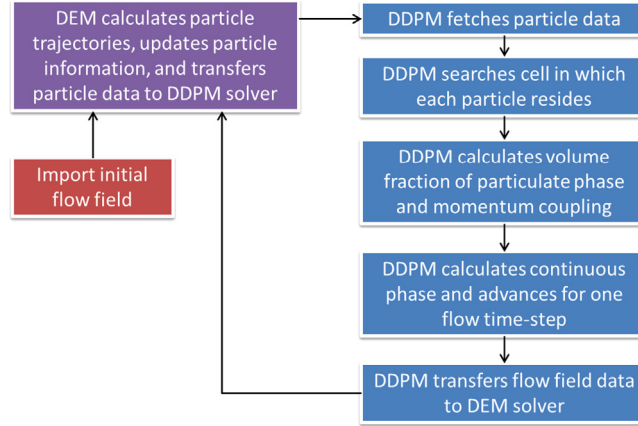 DEM calculates particle
trajectories, updates particle
information, and transfers
particle data to DDPM solver
Import initial
flow field
DDPM fetches particle data
DDPM searches cell in which
each particle resides
DDPM calculates volume
fraction of particulate phase
and momentum coupling
DDPM calculates continuous
phase and advances for one
flow time-step
DDPM transfers flow field data
to DEM solver